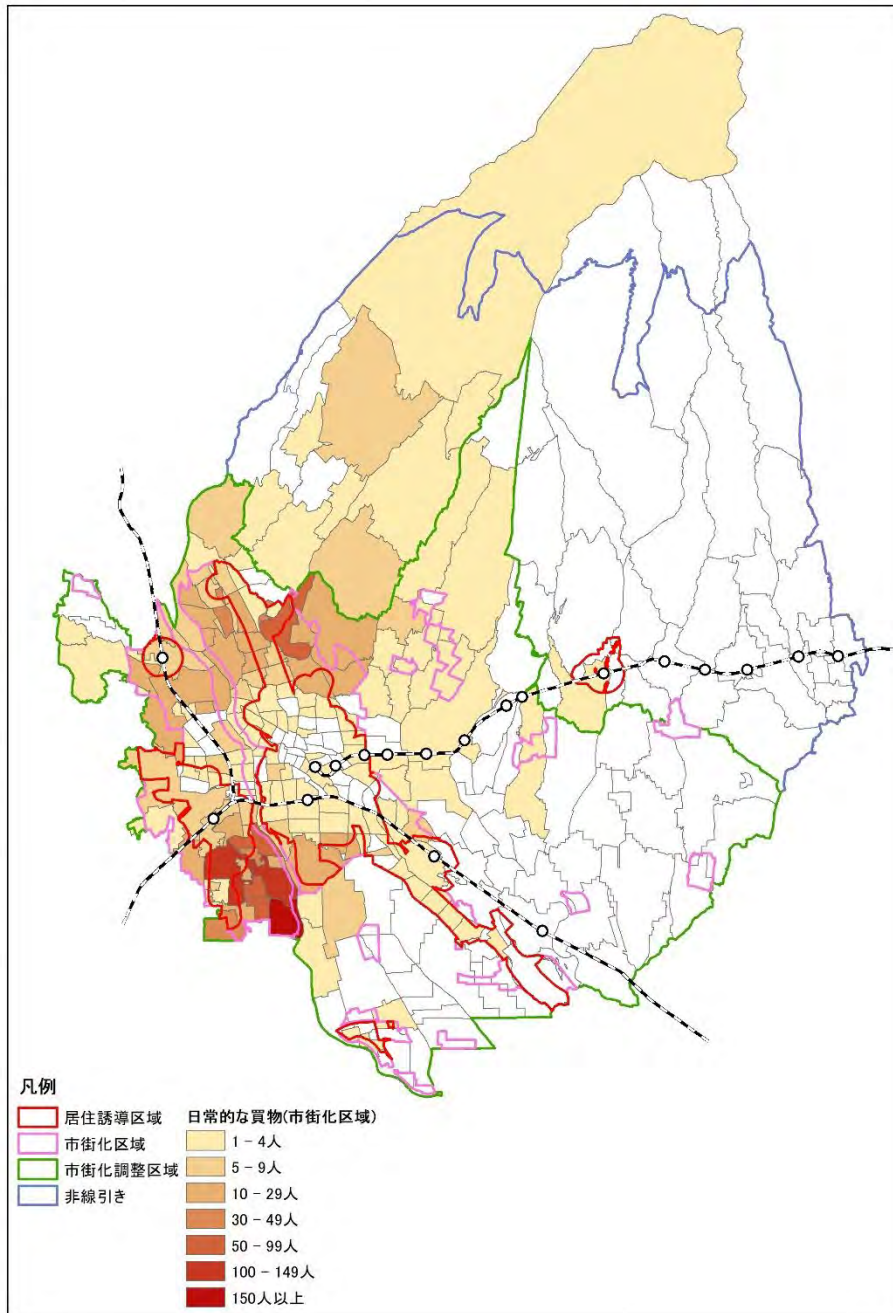 凡例
居住誘導区域
市街化区域
市街化調整区域
非線引き
日常的な買物(市街化区域)
1 - 4人
5 - 9人
10 - 29人
30 - 49人
50 - 99人
100 - 149人
150人以上